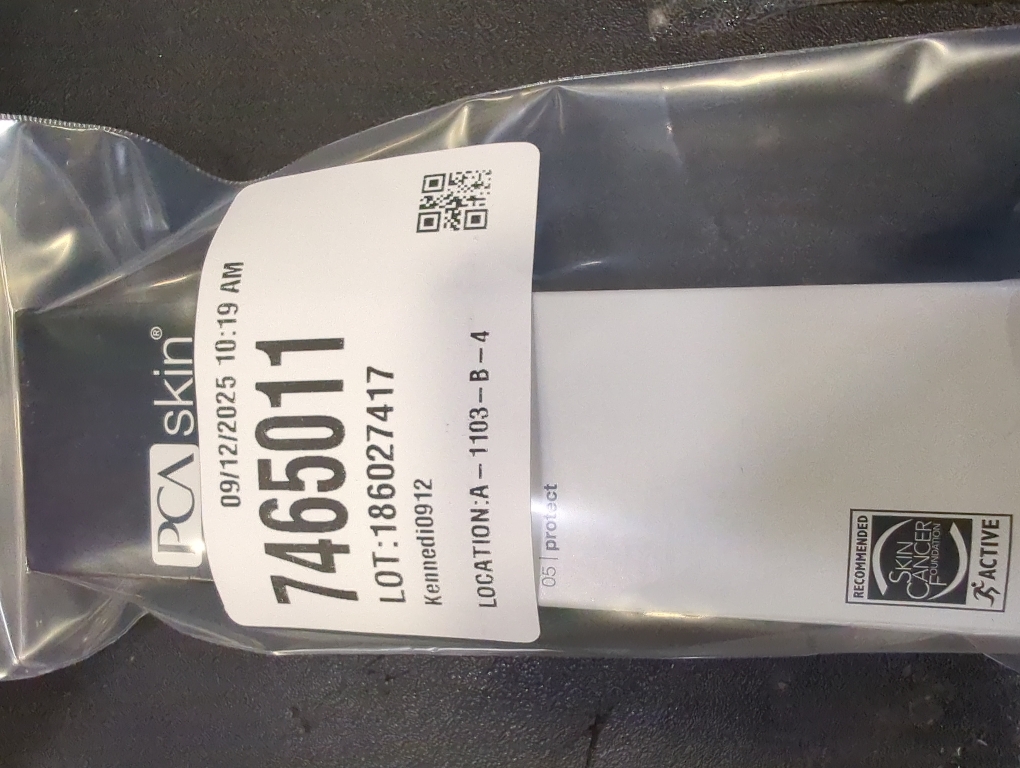 PCA skin®
09/12/2025 10:19 AM
7465011
LOT:186027417
Kennedi0912
LOCATION:A-1103-B-4
05 | protect
RECOMMENDED
SKIN
CANCER
FOUNDATION
ACTIVE